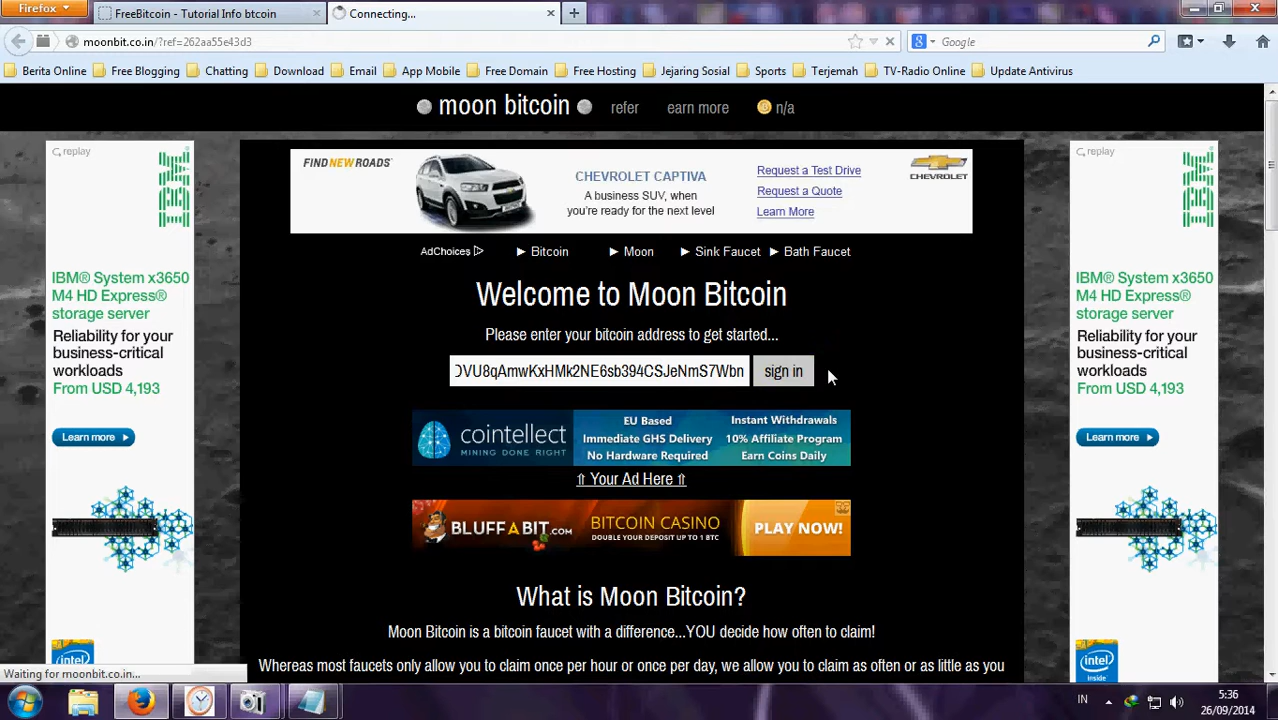 Firefox
FreeBitcoin - Tutorial Info btcoin
Connecting...
moonbit.co.in/?ref=262aa55e43d3
Google
Berita Online
Free Blogging
Chatting
Download
Email
App Mobile
Free Domain
Free Hosting
Jejaring Sosial
Sports
Terjemah
TV-Radio Online
Update Antivirus
moon bitcoin
refer
earn more
n/a
replay
IBM
IBM® System x3650
M4 HD Express®
storage server
Reliability for your
business-critical
workloads
From USD 4,193
Learn more
intel
FIND NEW ROADS™
CHEVROLET CAPTIVA
A business SUV, when
you're ready for the next level
Request a Test Drive
Request a Quote
Learn More
CHEVROLET
AdChoices
Bitcoin
Moon
Sink Faucet
Bath Faucet
Welcome to Moon Bitcoin
Please enter your bitcoin address to get started...
VU8qAmwKxHMk2NE6sb394CSJeNmS7Wbn
sign in
cointellect
MINING DONE RIGHT
EU Based
Immediate GHS Delivery
No Hardware Required
Instant Withdrawals
10% Affiliate Program
Earn Coins Daily
⇑ Your Ad Here ⇑
BLUFFABIT.COM
BITCOIN CASINO
DOUBLE YOUR DEPOSIT UP TO 1 BTC
PLAY NOW!
What is Moon Bitcoin?
Moon Bitcoin is a bitcoin faucet with a difference...YOU decide how often to claim!
Whereas most faucets only allow you to claim once per hour or once per day, we allow you to claim as often or as little as you
replay
IBM
IBM® System x3650
M4 HD Express®
storage server
Reliability for your
business-critical
workloads
From USD 4,193
Learn more
intel
inside
Waiting for moonbit.co.in...
IN
5:36
26/09/2014